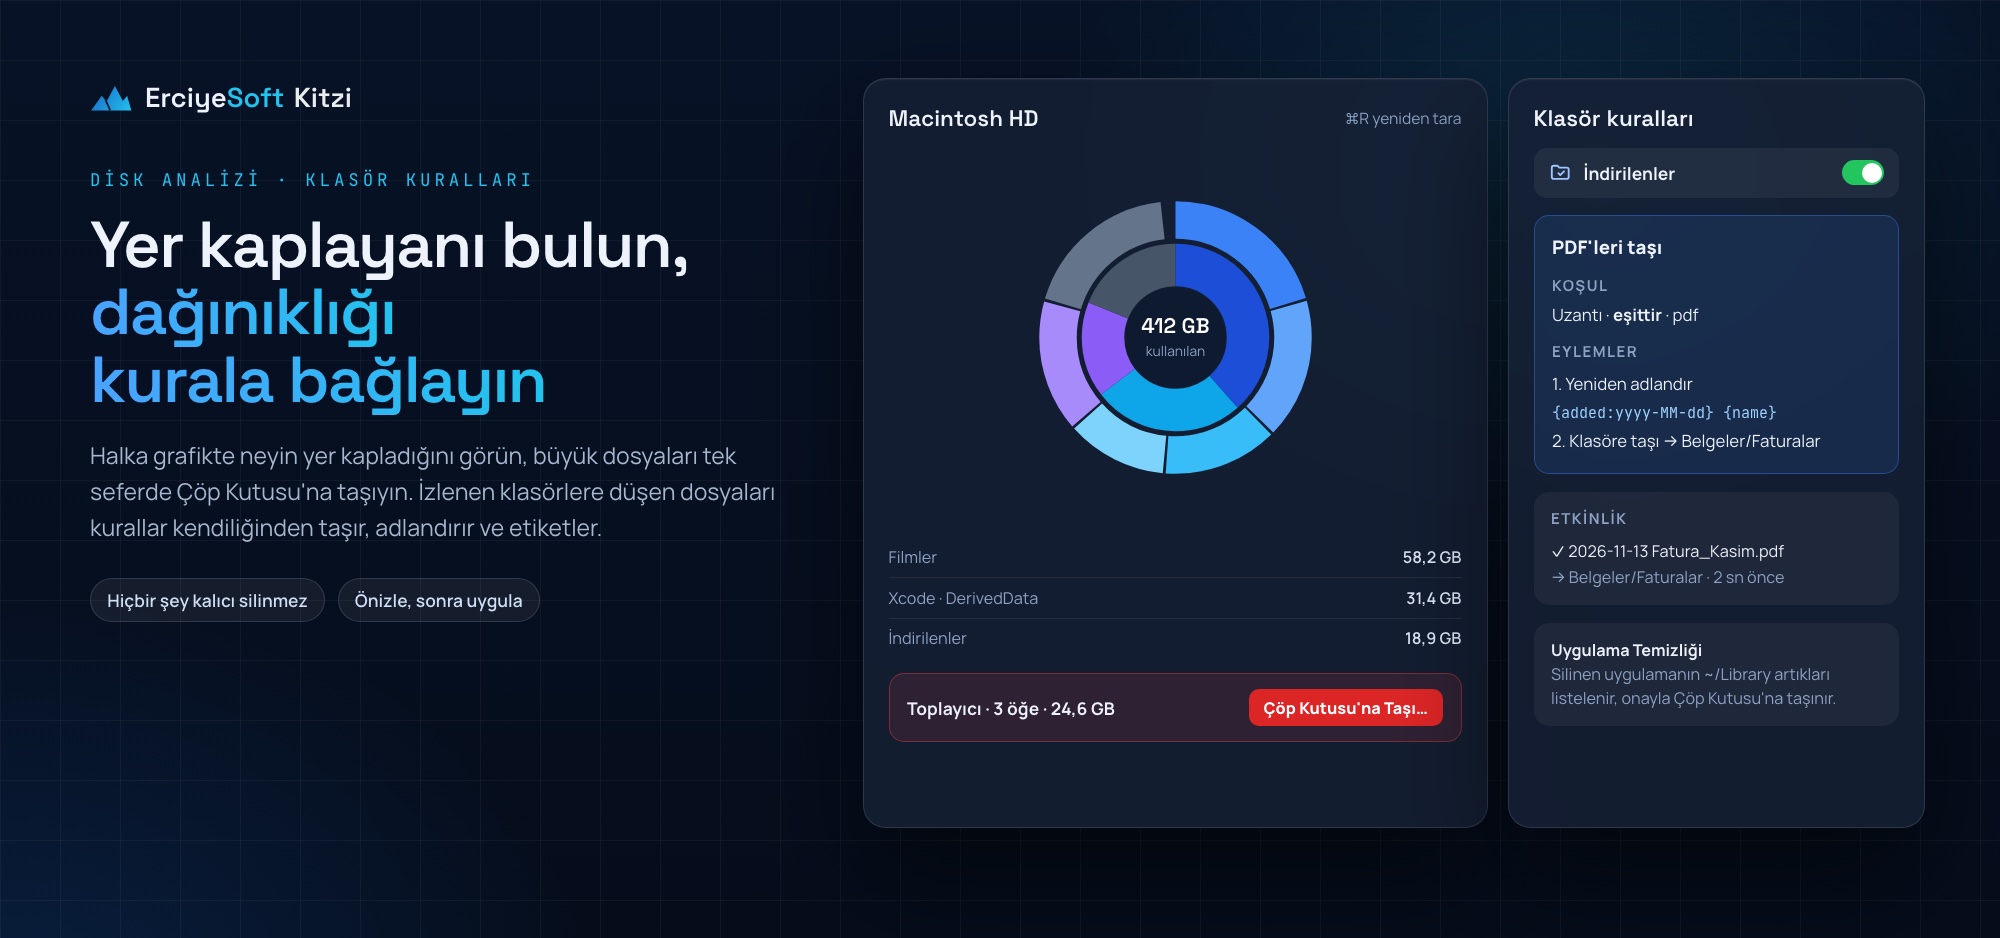 ErciyeSoft Kitzi
DİSK ANALİZİ · KLASÖR KURALLARI
Yer kaplayanı bulun,
dağınıklığı
kurala bağlayın
Halka grafikte neyin yer kapladığını görün, büyük dosyaları tek
seferde Çöp Kutusu'na taşıyın. İzlenen klasörlere düşen dosyaları
kurallar kendiliğinden taşır, adlandırır ve etiketler.
Hiçbir şey kalıcı silinmez
Önizle, sonra uygula
Macintosh HD
⌘R yeniden tara
412 GB
kullanılan
Filmler 58,2 GB
Xcode · DerivedData 31,4 GB
İndirilenler 18,9 GB
Toplayıcı · 3 öğe · 24,6 GB
Çöp Kutusu'na Taşı...
Klasör kuralları
İndirilenler
PDF'leri taşı
KOŞUL
Uzantı · eşittir · pdf
EYLEMLER
1. Yeniden adlandır
{added:yyyy-MM-dd} {name}
2. Klasöre taşı → Belgeler/Faturalar
ETKİNLİK
✓ 2026-11-13 Fatura_Kasim.pdf
→ Belgeler/Faturalar · 2 sn önce
Uygulama Temizliği
Silinen uygulamanın ~/Library artıkları
listelenir, onayla Çöp Kutusu'na taşınır.